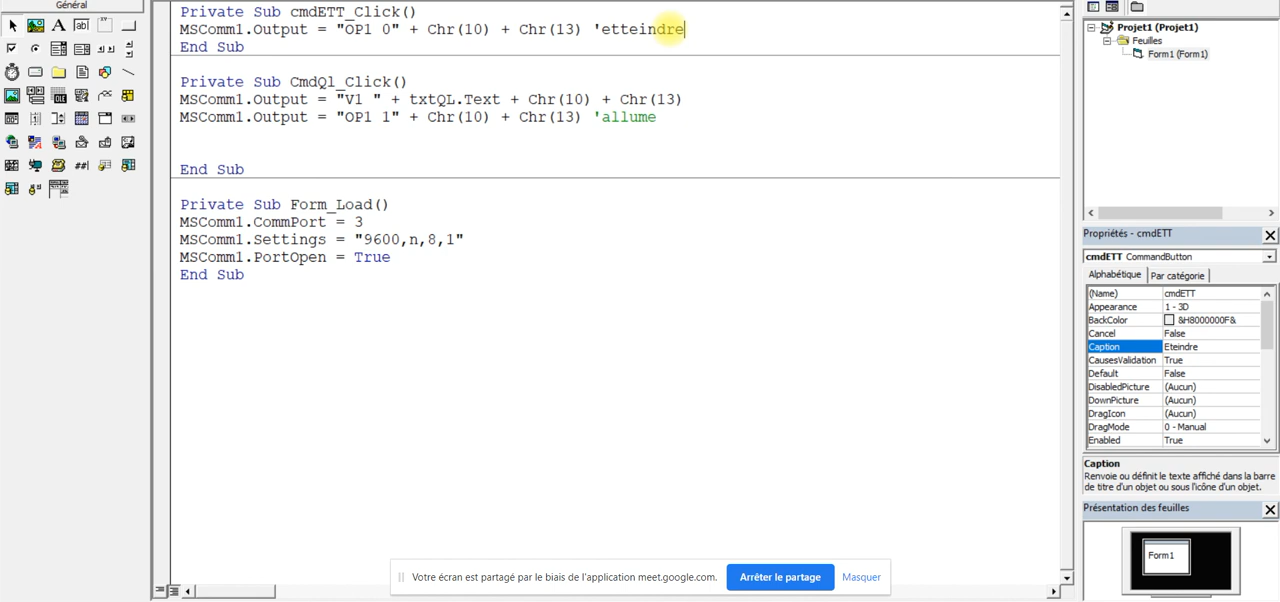 Général
Private Sub cmdETT_Click()
MSComm1.Output = "OP1 0" + Chr(10) + Chr(13) 'etteindre
End Sub
Private Sub CmdQl_Click()
MSComm1.Output = "V1 " + txtQL.Text + Chr(10) + Chr(13)
MSComm1.Output = "OP1 1" + Chr(10) + Chr(13) 'allume
End Sub
Private Sub Form_Load()
MSComm1.CommPort = 3
MSComm1.Settings = "9600,n,8,1"
MSComm1.PortOpen = True
End Sub
Projet1 (Projet1)
Feuilles
Form1 (Form1)
Propriétés - cmdETT
cmdETT CommandButton
Alphabétique Par catégorie
(Name) cmdETT
Appearance 1 - 3D
BackColor &H8000000F&
Cancel False
Caption Eteindre
CausesValidation True
Default False
DisabledPicture (Aucun)
DownPicture (Aucun)
DragIcon (Aucun)
DragMode 0 - Manual
Enabled True
Caption
Renvoie ou définit le texte affiché dans la barre
de titre d'un objet ou sous l'icône d'un objet.
Présentation des feuilles
Form1
Votre écran est partagé par le biais de l'application meet.google.com. Arrêter le partage Masquer